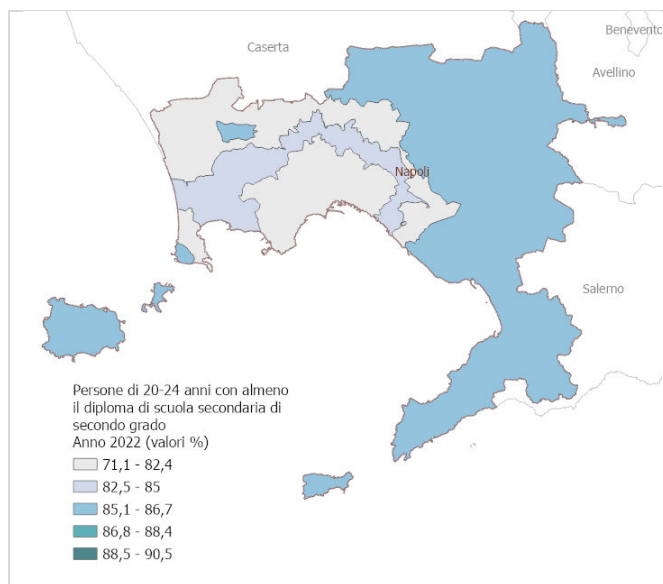 Benevento
Caserta
Avellino
Napoli
Salerno
Persone di 20-24 anni con almeno
il diploma di scuola secondaria di
secondo grado
Anno 2022 (valori %)
71,1 - 82,4
82,5 - 85
85,1 - 86,7
86,8 - 88,4
88,5 - 90,5